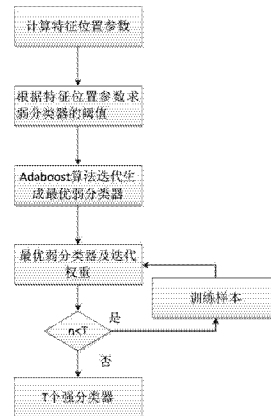 计算特征位置参数
根据特征位置参数求
弱分类器的阈值
Adaboost算法迭代生
成最优弱分类器
最优弱分类器及迭代
权重
训练样本
n<T
是
否
T个强分类器